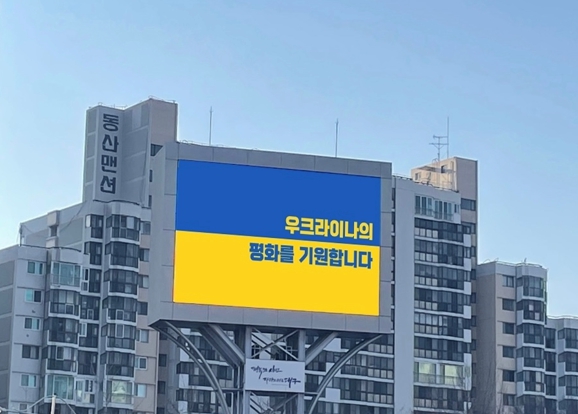 동산맨션
우크라이나의
평화를 기원합니다